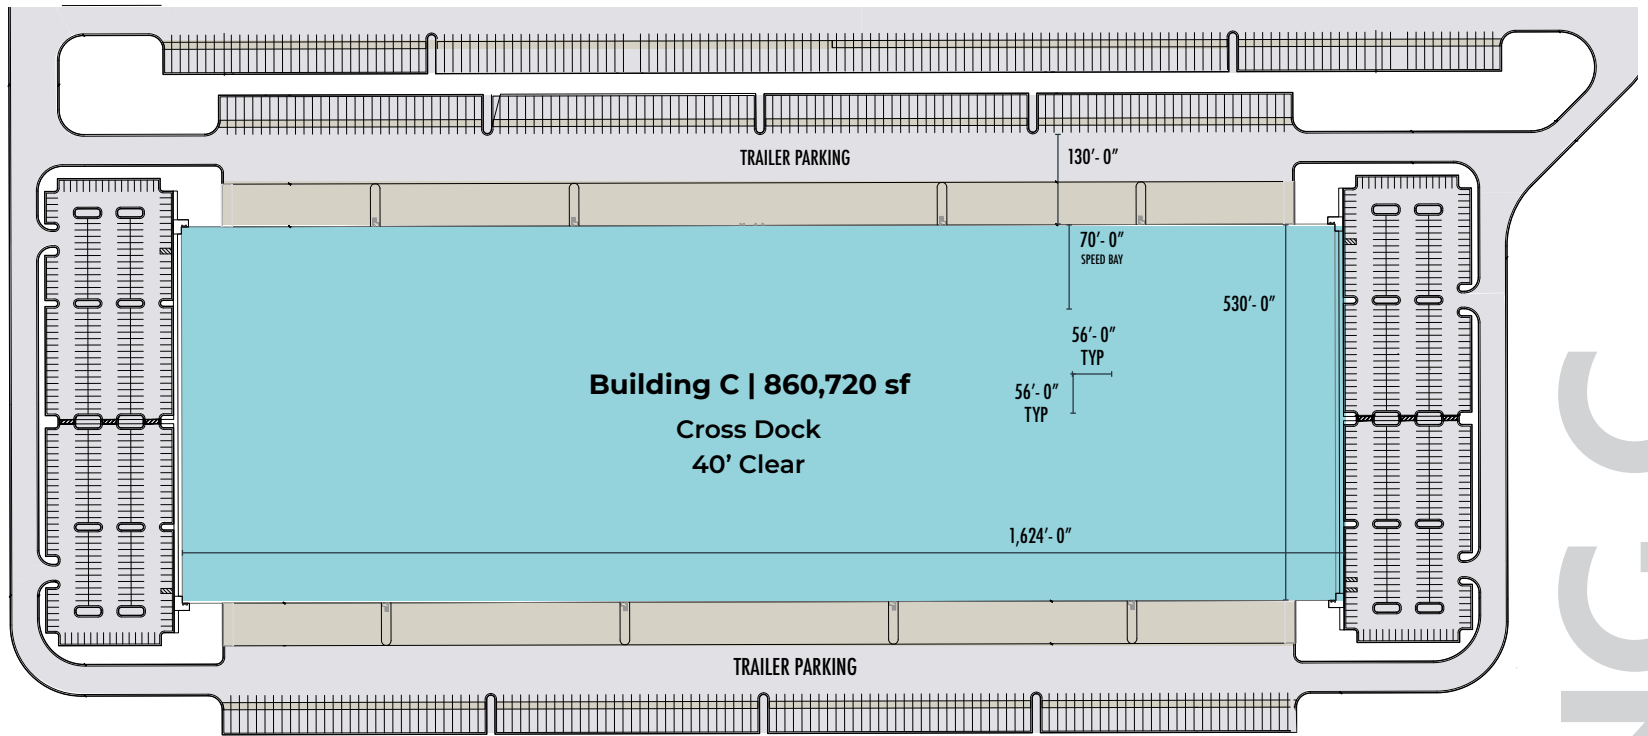 TRAILER PARKING
130'- 0"
70'- 0"
SPEED BAY
530'- 0"
56'- 0"
TYP
56'- 0"
TYP
Building C | 860,720 sf
Cross Dock
40’ Clear
1,624'- 0"
TRAILER PARKING
NG C